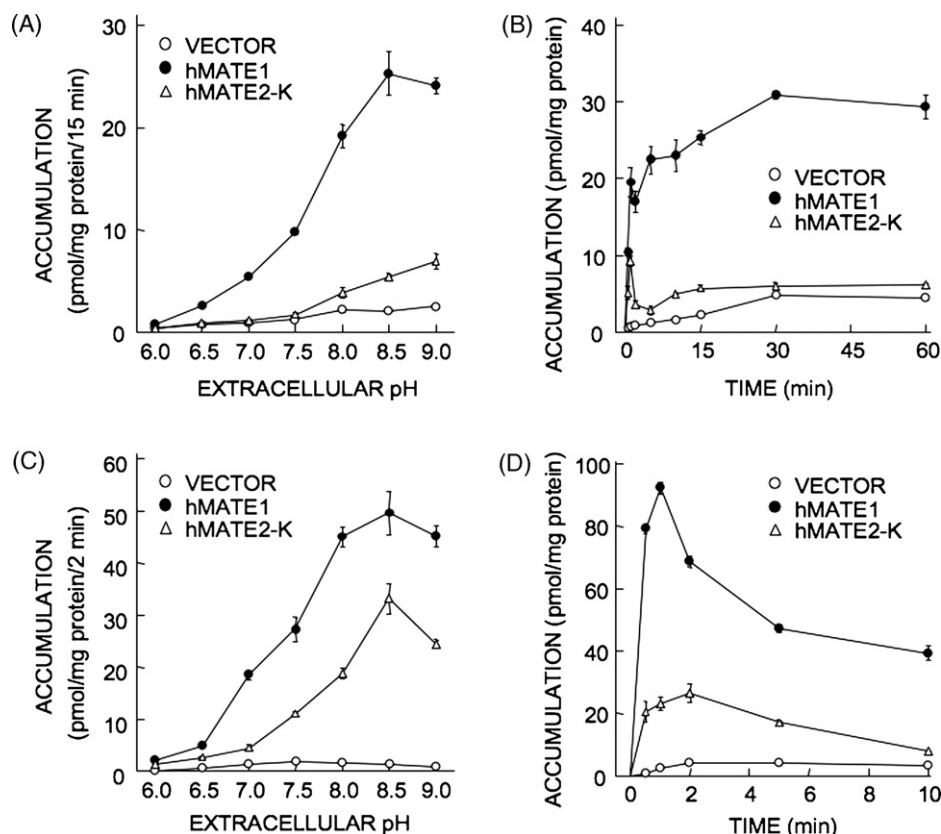 (A)
30
20
10
0
VECTOR
hMATE1
hMATE2-K
ACCUMULATION
(pmol/mg protein/15 min)
6.0 6.5 7.0 7.5 8.0 8.5 9.0
EXTRACELLULAR pH
(B)
40
30
20
10
0
ACCUMULATION (pmol/mg protein)
VECTOR
hMATE1
hMATE2-K
0 15 30 45 60
TIME (min)
(C)
60
50
40
30
20
10
0
VECTOR
hMATE1
hMATE2-K
ACCUMULATION
(pmol/mg protein/2 min)
6.0 6.5 7.0 7.5 8.0 8.5 9.0
EXTRACELLULAR pH
(D)
100
80
60
40
20
0
ACCUMULATION (pmol/mg protein)
VECTOR
hMATE1
hMATE2-K
0 2 4 6 8 10
TIME (min)